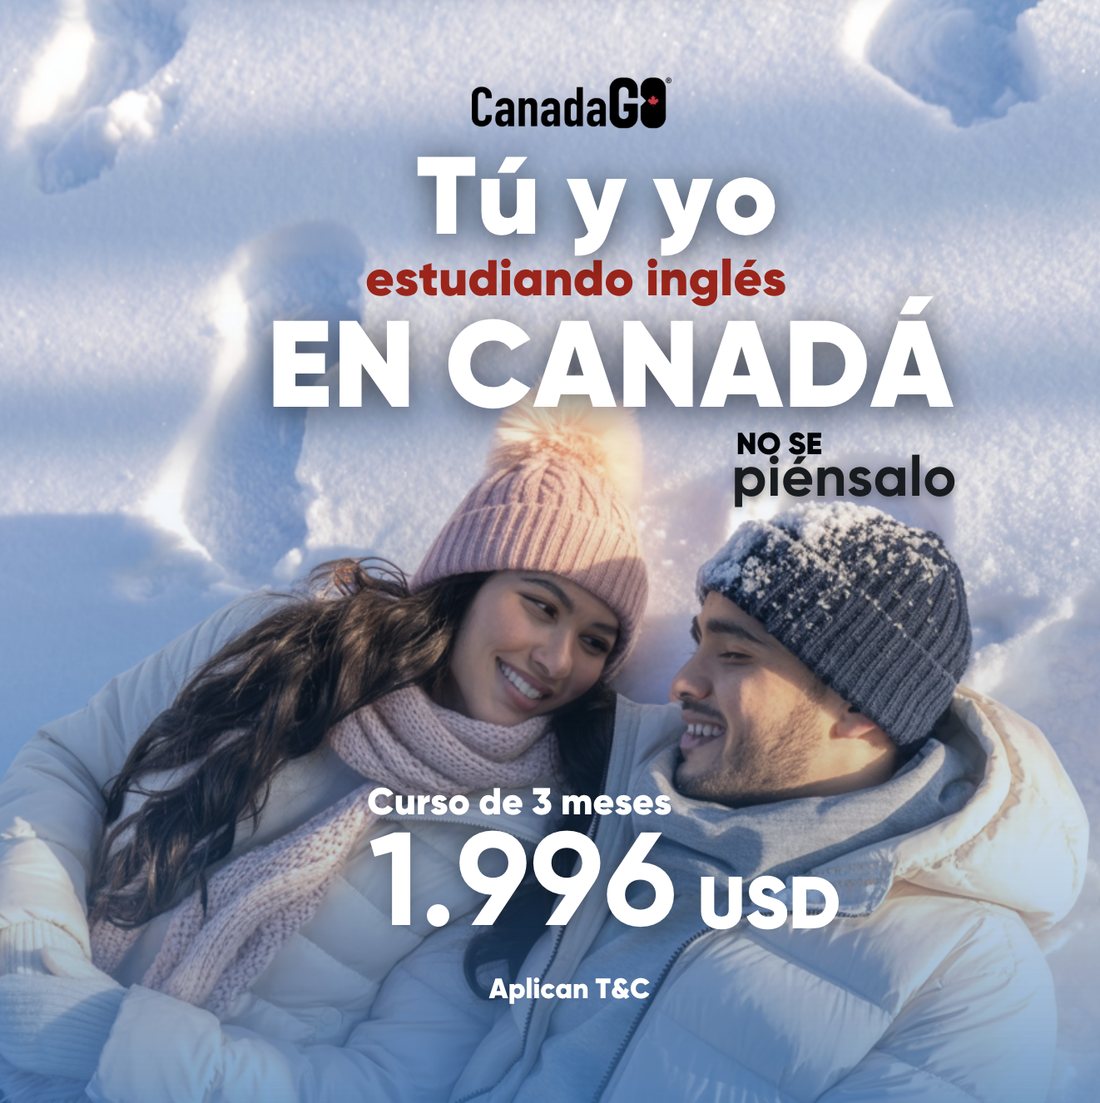 CanadaGO®
Tú y yo
estudiando inglés
EN CANADÁ
NO SE
piénsalo
Curso de 3 meses
1.996 USD
Aplican T&C